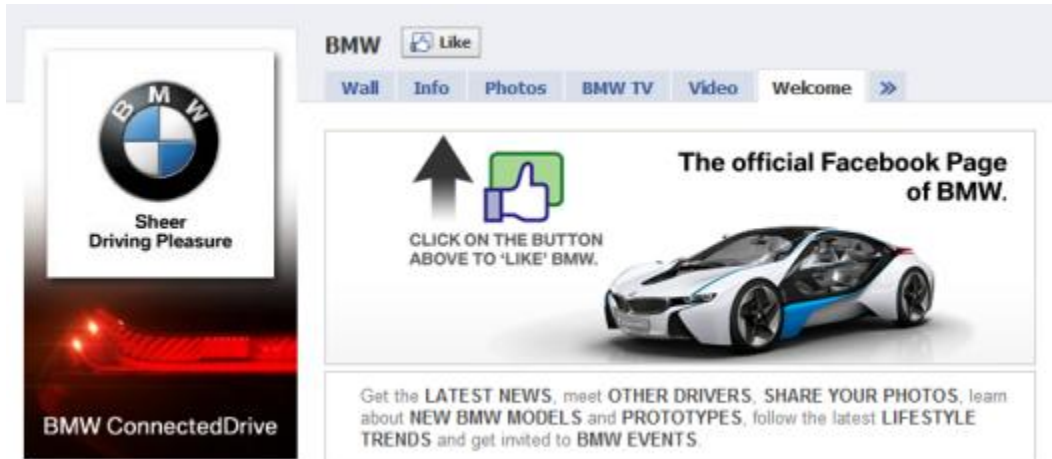 BMW
Sheer
Driving Pleasure
BMW ConnectedDrive
BMW Like
Wall Info Photos BMW TV Video Welcome »
CLICK ON THE BUTTON
ABOVE TO ‘LIKE’ BMW.
The official Facebook Page
of BMW.
Get the LATEST NEWS, meet OTHER DRIVERS, SHARE YOUR PHOTOS, learn
about NEW BMW MODELS and PROTOTYPES, follow the latest LIFESTYLE
TRENDS and get invited to BMW EVENTS.